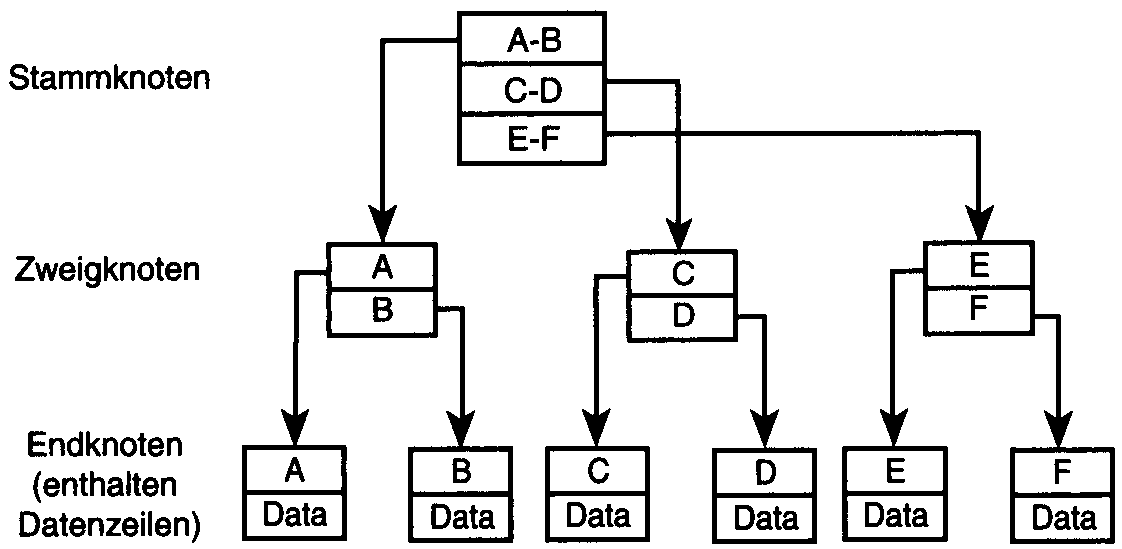 Stammknoten
A-B
C-D
E-F
Zweigknoten
A
B
C
D
E
F
Endknoten
(enthalten
Datenzeilen)
A
Data
B
Data
C
Data
D
Data
E
Data
F
Data